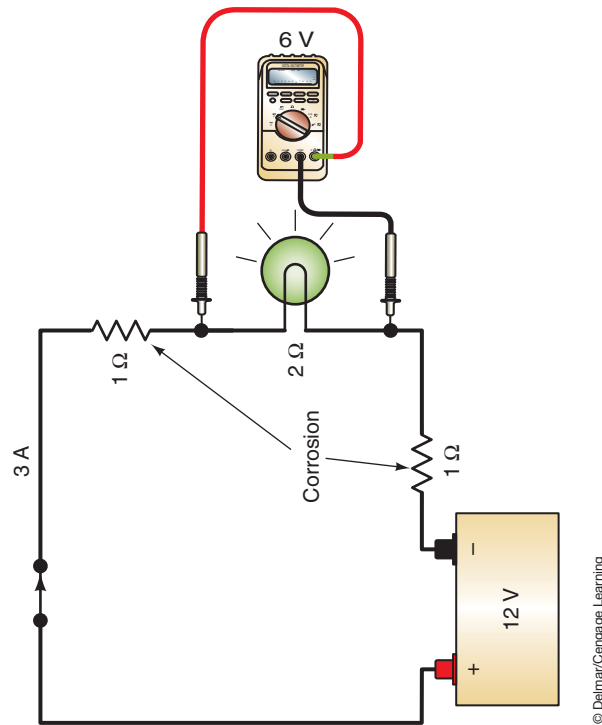 6 V
1 Ω
2 Ω
3 A
Corrosion
1 Ω
12 V
+
−
© Delmar/Cengage Learning